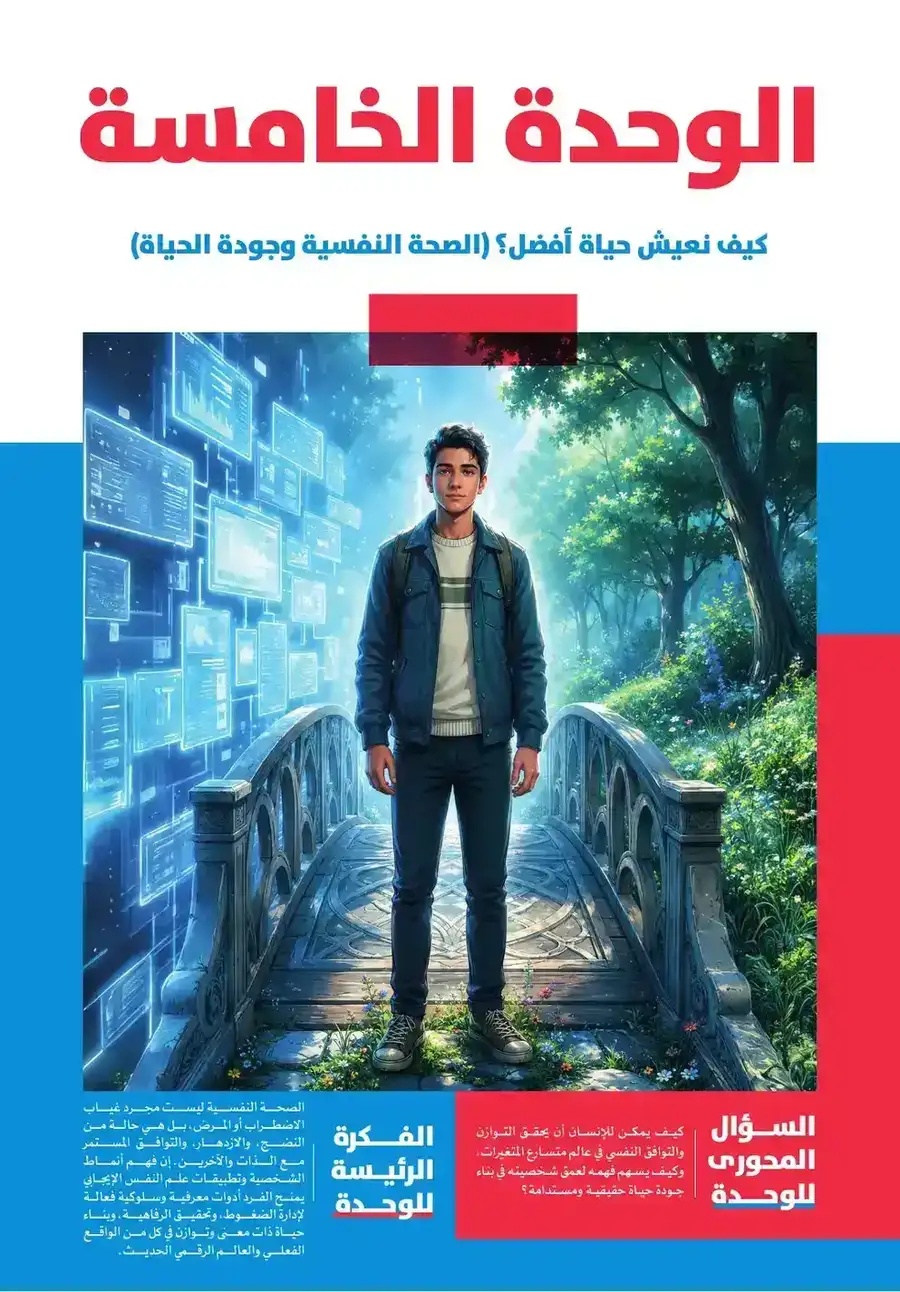 الوحدة الخامسة
كيف نعيش حياة أفضل؟ (الصحة النفسية وجودة الحياة)
السؤال
المحورى
للوحدة
كيف يمكن للإنسان أن يحقق التوازن
والتوافق النفسي في عالم متسارع المتغيرات،
وكيف يسهم فهمه لعمق شخصيته في بناء
جودة حياة حقيقية ومستدامة؟
الفكرة
الرئيسة
للوحدة
الصحة النفسية ليست مجرد غياب
الاضطراب أو المرض، بل هي حالة من
النضج، والازدهار، والتوافق المستمر
مع الذات والآخرين. إن فهم أنماط
الشخصية وتطبيقات علم النفس الإيجابي
يمنح الفرد أدوات معرفية وسلوكية فعالة
لإدارة الضغوط، وتحقيق الرفاهية، وبناء
حياة ذات معنى وتوازن في كل من الواقع
الفعلي والعالم الرقمي الحديث.